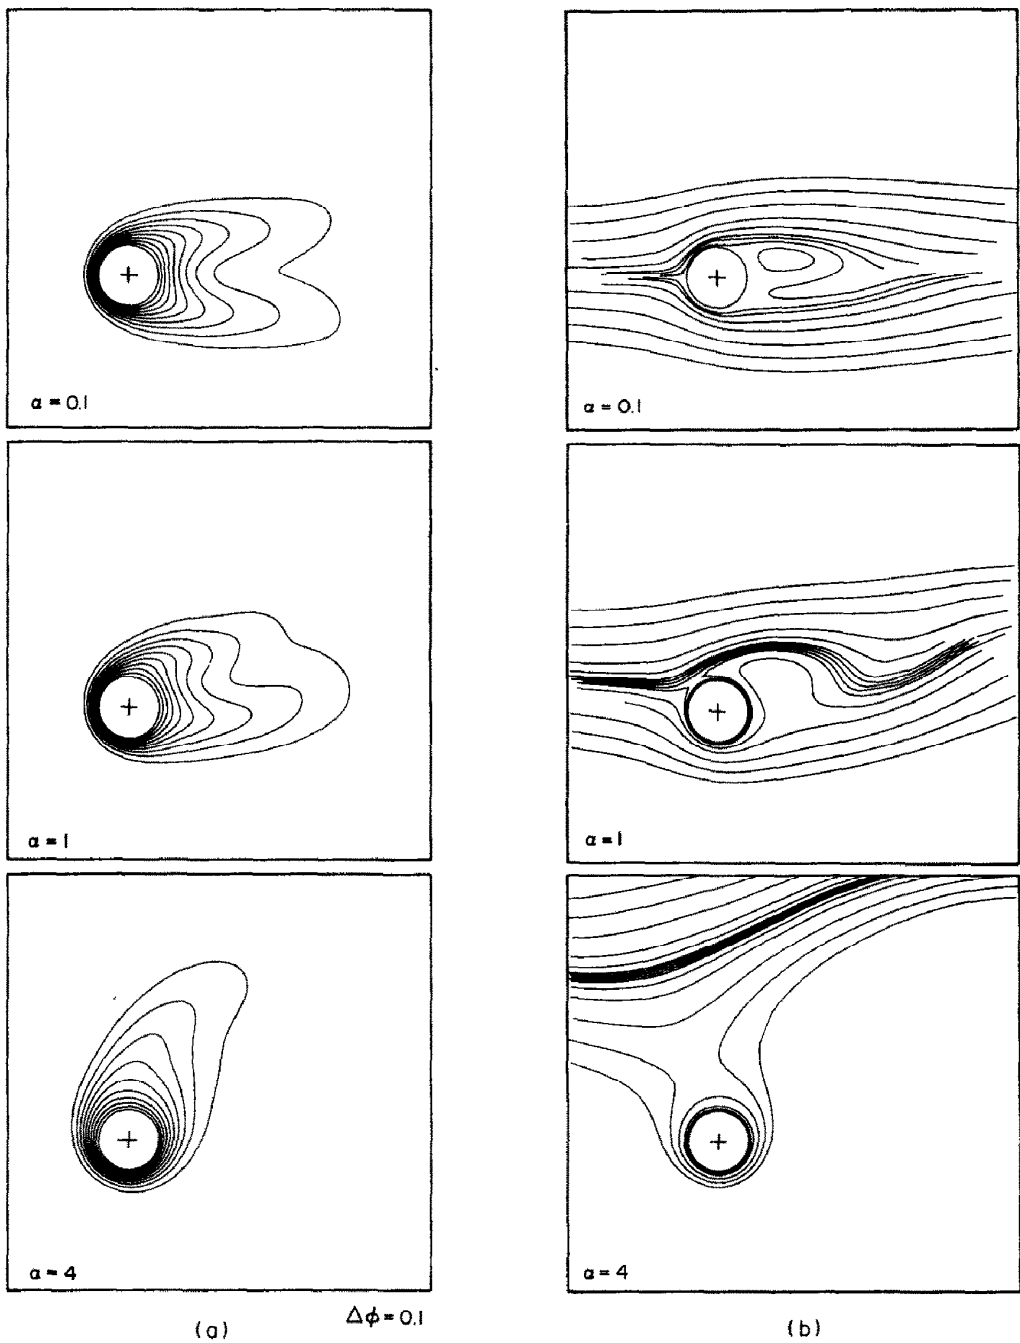 α = 0.1
α = 0.1
α = 1
α = 1
α = 4
α = 4
Δϕ = 0.1
(a)
(b)